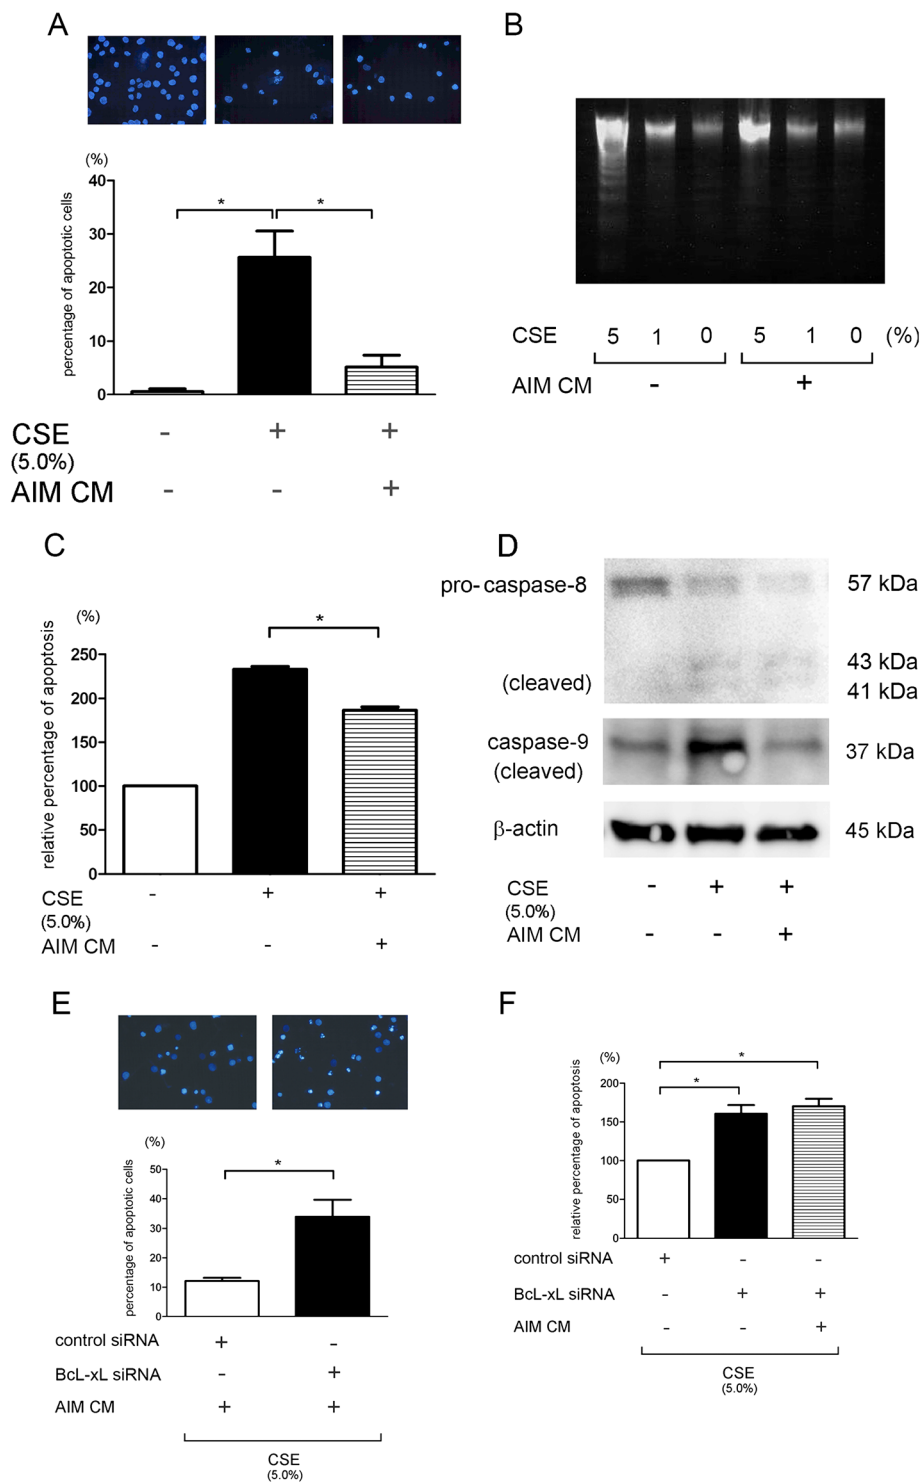 A
(%)
percentage of apoptotic cells
40
30
20
10
0
*
*
CSE - + +
(5.0%)
AIM CM - - +
B
CSE 5 1 0 5 1 0 (%)
AIM CM - +
C
(%)
relative percentage of apoptosis
250
200
150
100
50
0
*
CSE - + +
(5.0%)
AIM CM - - +
D
pro-caspase-8 57 kDa
43 kDa
(cleaved) 41 kDa
caspase-9 37 kDa
(cleaved)
β-actin 45 kDa
CSE - + +
(5.0%)
AIM CM - - +
E
(%)
percentage of apoptotic cells
50
40
30
20
10
0
*
control siRNA + -
BcL-xL siRNA - +
AIM CM + +
CSE
(5.0%)
F
(%)
relative percentage of apoptosis
200
150
100
50
0
*
*
control siRNA + - -
BcL-xL siRNA - + +
AIM CM - - +
CSE
(5.0%)